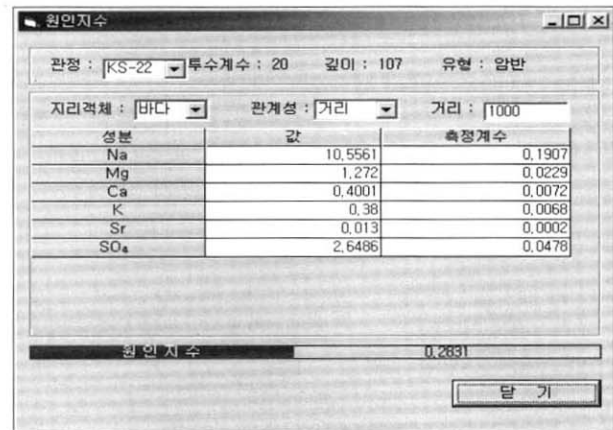 원인지수
관정 : KS-22 투수계수 : 20 깊이 : 107 유형 : 암반
지리객체 : 바다 관계성 : 거리 거리 : 1000
성분 값 측정계수
Na 10,5561 0,1907
Mg 1,272 0,0229
Ca 0,4001 0,0072
K 0,38 0,0068
Sr 0,013 0,0002
SO₄ 2,6486 0,0478
원인지수 0,2831
닫 기